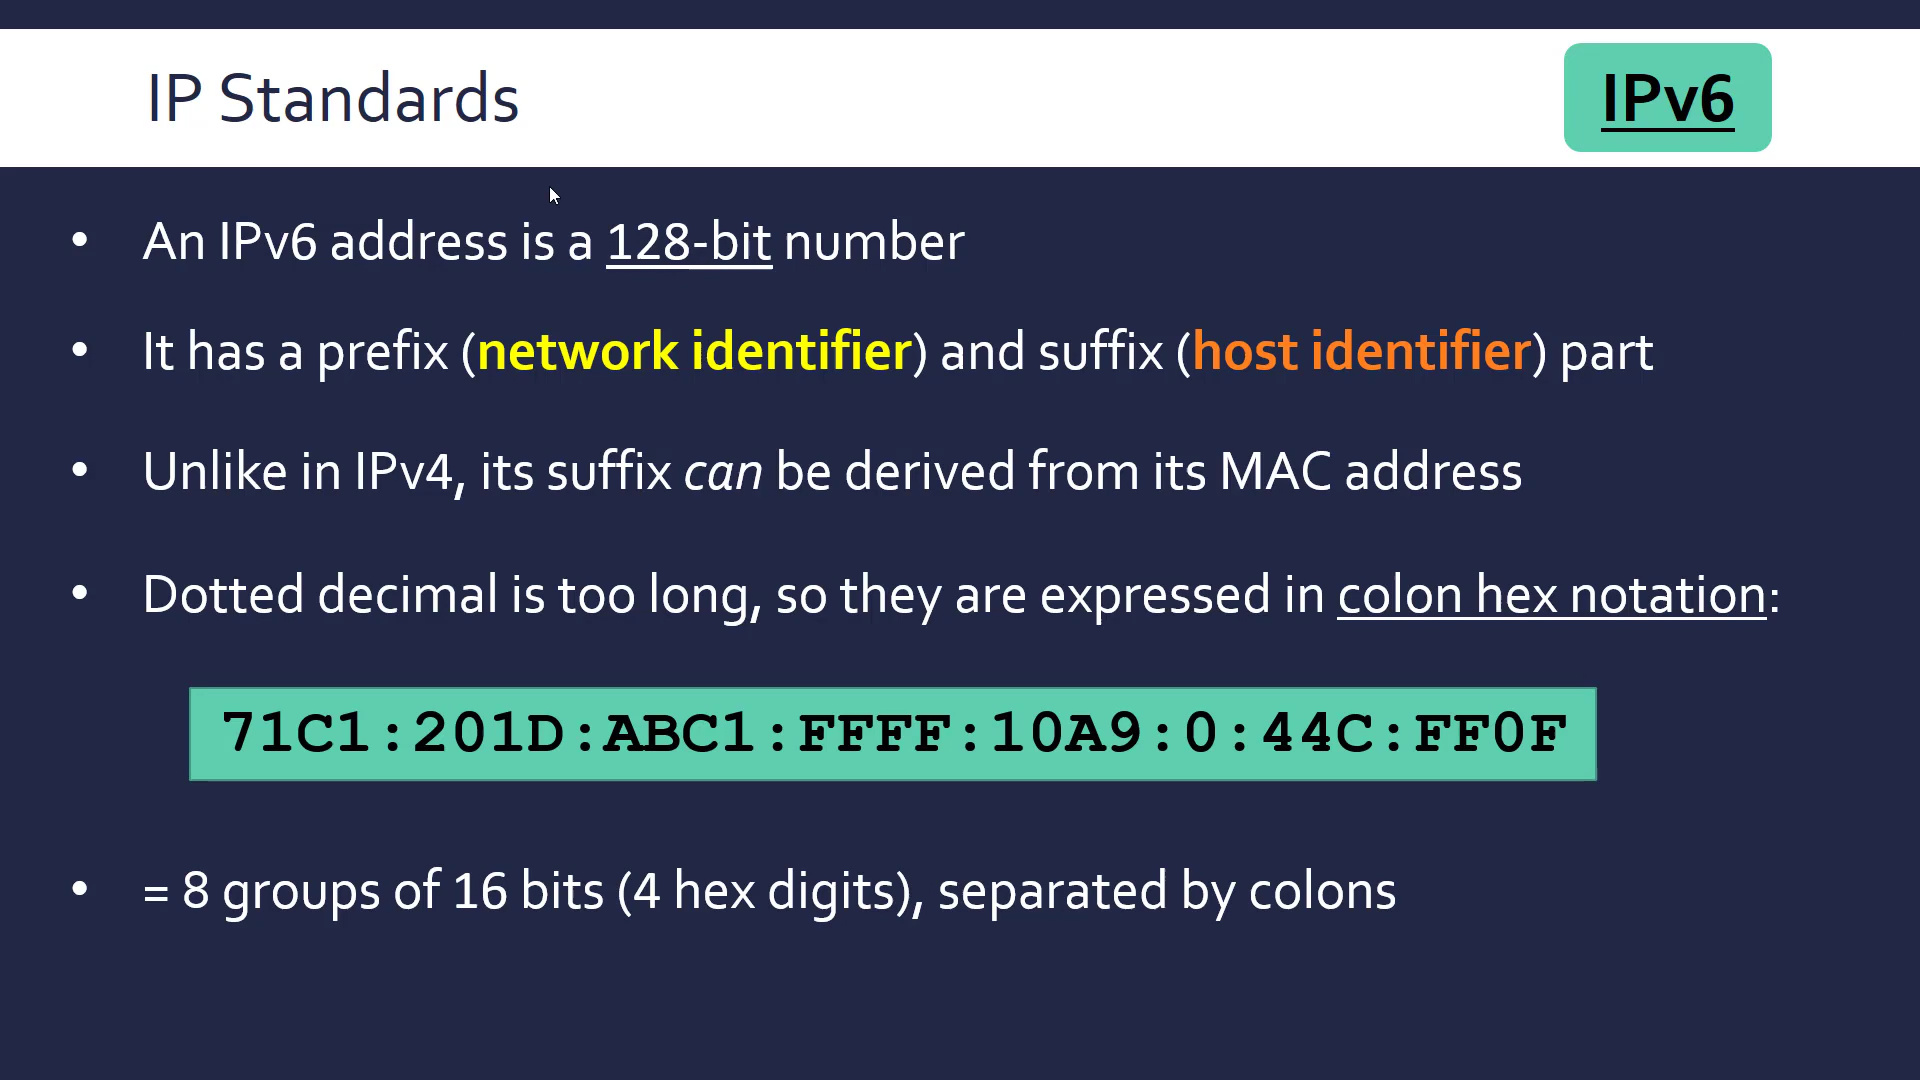 IP Standards
IPv6
• An IPv6 address is a 128-bit number
• It has a prefix (network identifier) and suffix (host identifier) part
• Unlike in IPv4, its suffix can be derived from its MAC address
• Dotted decimal is too long, so they are expressed in colon hex notation:
71C1:201D:ABC1:FFFF:10A9:0:44C:FF0F
• = 8 groups of 16 bits (4 hex digits), separated by colons